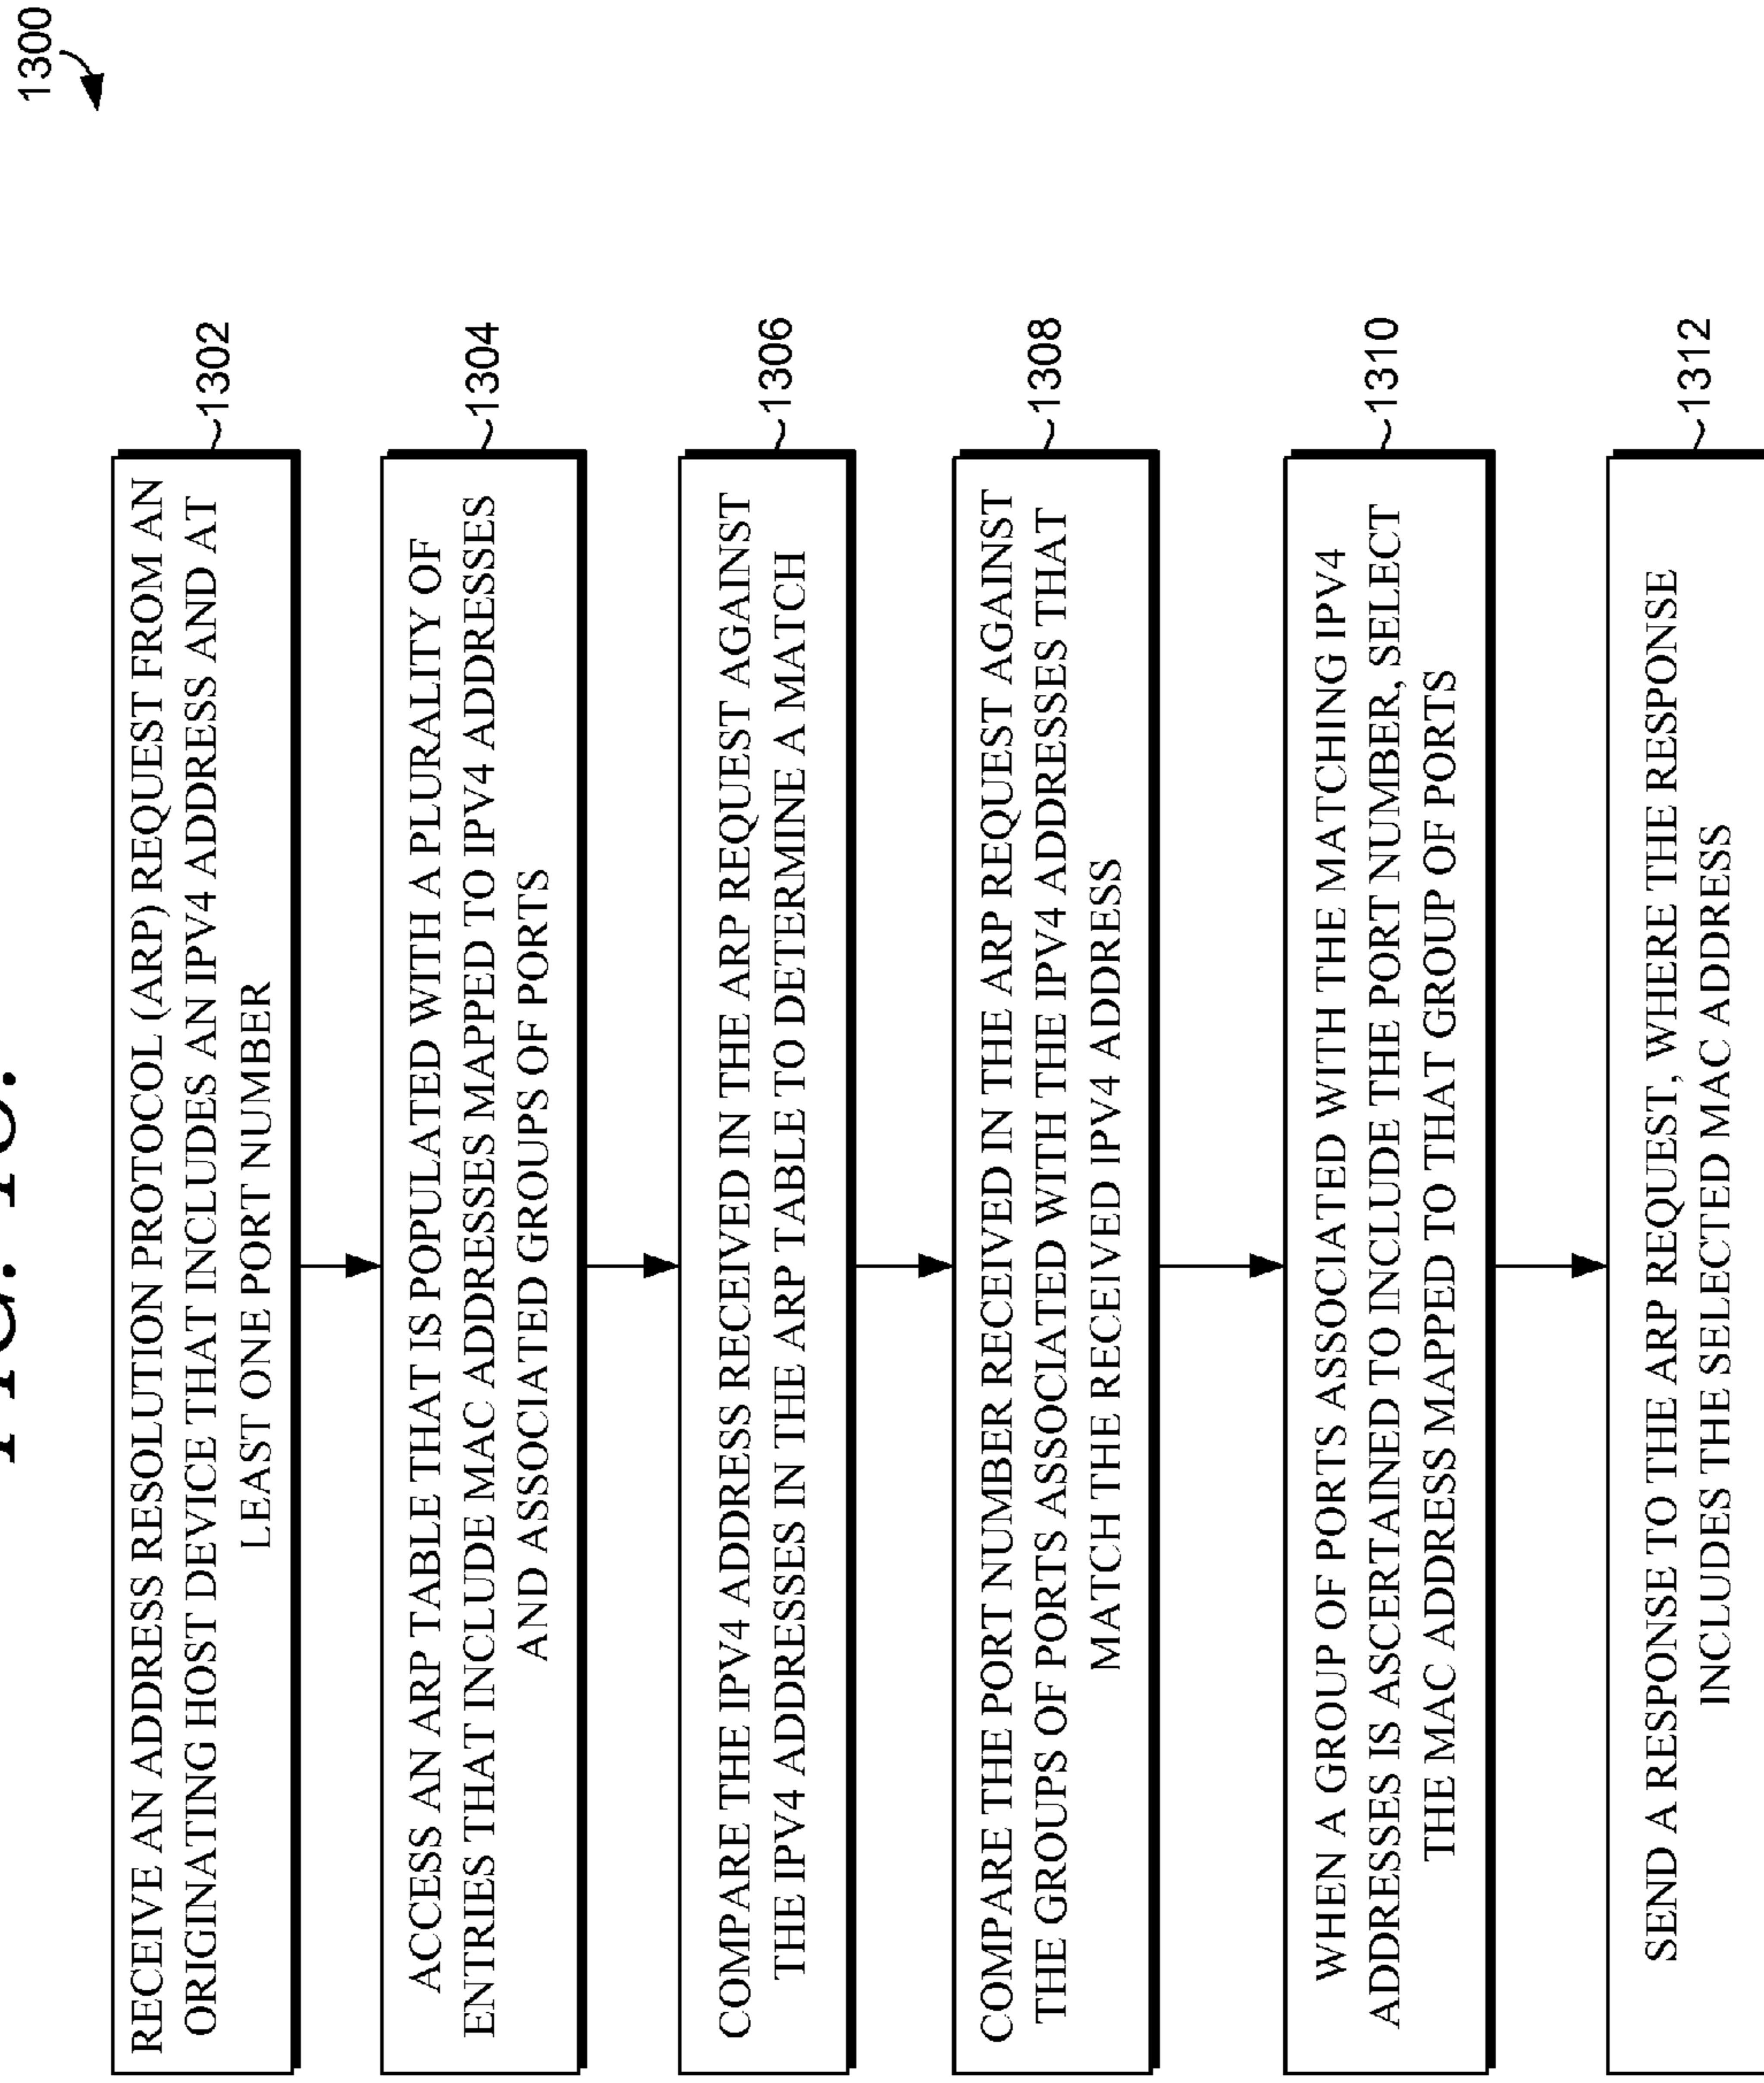 1300
RECEIVE AN ADDRESS RESOLUTION PROTOCOL (ARP) REQUEST FROM AN
ORIGINATING HOST DEVICE THAT INCLUDES AN IPV4 ADDRESS AND AT
LEAST ONE PORT NUMBER
1302
ACCESS AN ARP TABLE THAT IS POPULATED WITH A PLURALITY OF
ENTRIES THAT INCLUDE MAC ADDRESSES MAPPED TO IPV4 ADDRESSES
AND ASSOCIATED GROUPS OF PORTS
1304
COMPARE THE IPV4 ADDRESS RECEIVED IN THE ARP REQUEST AGAINST
THE IPV4 ADDRESSES IN THE ARP TABLE TO DETERMINE A MATCH
1306
COMPARE THE PORT NUMBER RECEIVED IN THE ARP REQUEST AGAINST
THE GROUPS OF PORTS ASSOCIATED WITH THE IPV4 ADDRESSES THAT
MATCH THE RECEIVED IPV4 ADDRESS
1308
WHEN A GROUP OF PORTS ASSOCIATED WITH THE MATCHING IPV4
ADDRESSES IS ASCERTAINED TO INCLUDE THE PORT NUMBER, SELECT
THE MAC ADDRESS MAPPED TO THAT GROUP OF PORTS
1310
SEND A RESPONSE TO THE ARP REQUEST, WHERE THE RESPONSE
INCLUDES THE SELECTED MAC ADDRESS
1312